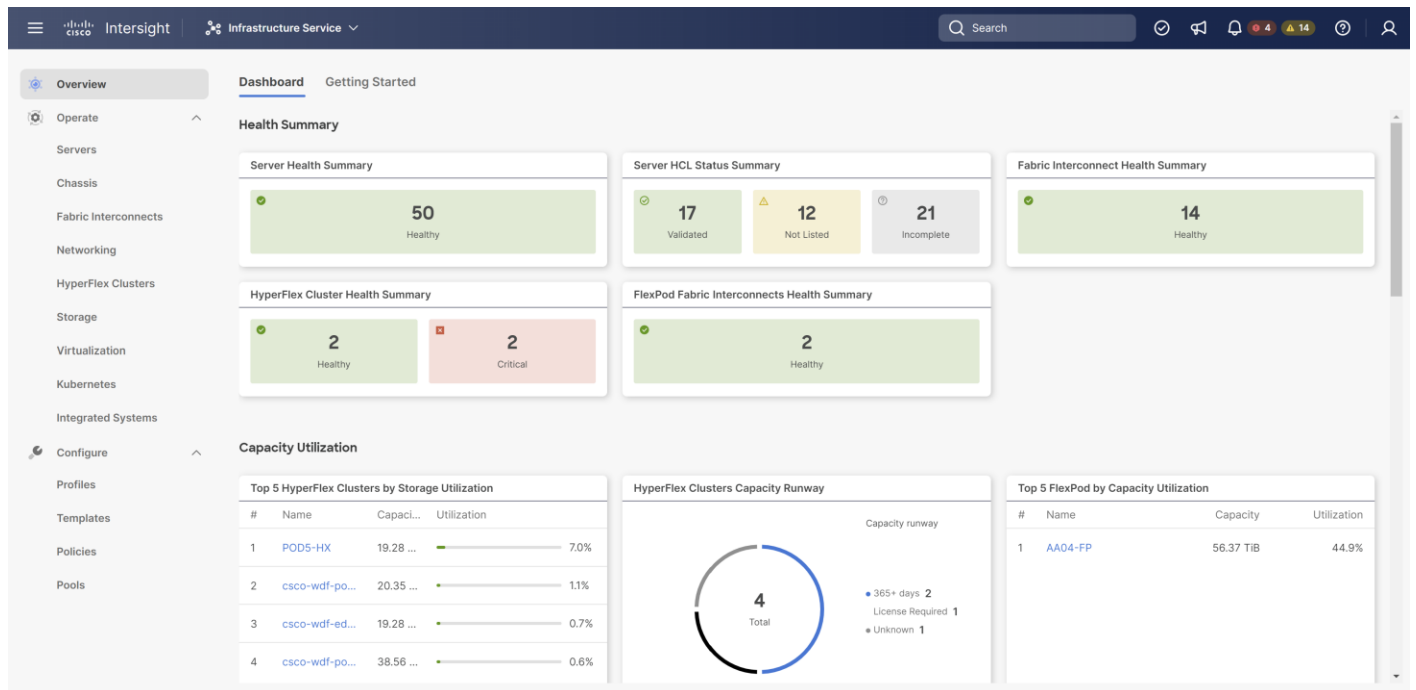 cisco Intersight Infrastructure Service Search 4 14
Overview
Operate
Servers
Chassis
Fabric Interconnects
Networking
HyperFlex Clusters
Storage
Virtualization
Kubernetes
Integrated Systems
Configure
Profiles
Templates
Policies
Pools
Dashboard Getting Started
Health Summary
Server Health Summary
50
Healthy
Server HCL Status Summary
17
Validated
12
Not Listed
21
Incomplete
Fabric Interconnect Health Summary
14
Healthy
HyperFlex Cluster Health Summary
2
Healthy
2
Critical
FlexPod Fabric Interconnects Health Summary
2
Healthy
Capacity Utilization
Top 5 HyperFlex Clusters by Storage Utilization
# Name Capaci... Utilization
1 POD5-HX 19.28 ... 7.0%
2 csco-wdf-po... 20.35 ... 1.1%
3 csco-wdf-ed... 19.28 ... 0.7%
4 csco-wdf-po... 38.56 ... 0.6%
HyperFlex Clusters Capacity Runway
Capacity runway
4
Total
365+ days 2
License Required 1
Unknown 1
Top 5 FlexPod by Capacity Utilization
# Name Capacity Utilization
1 AA04-FP 56.37 TiB 44.9%